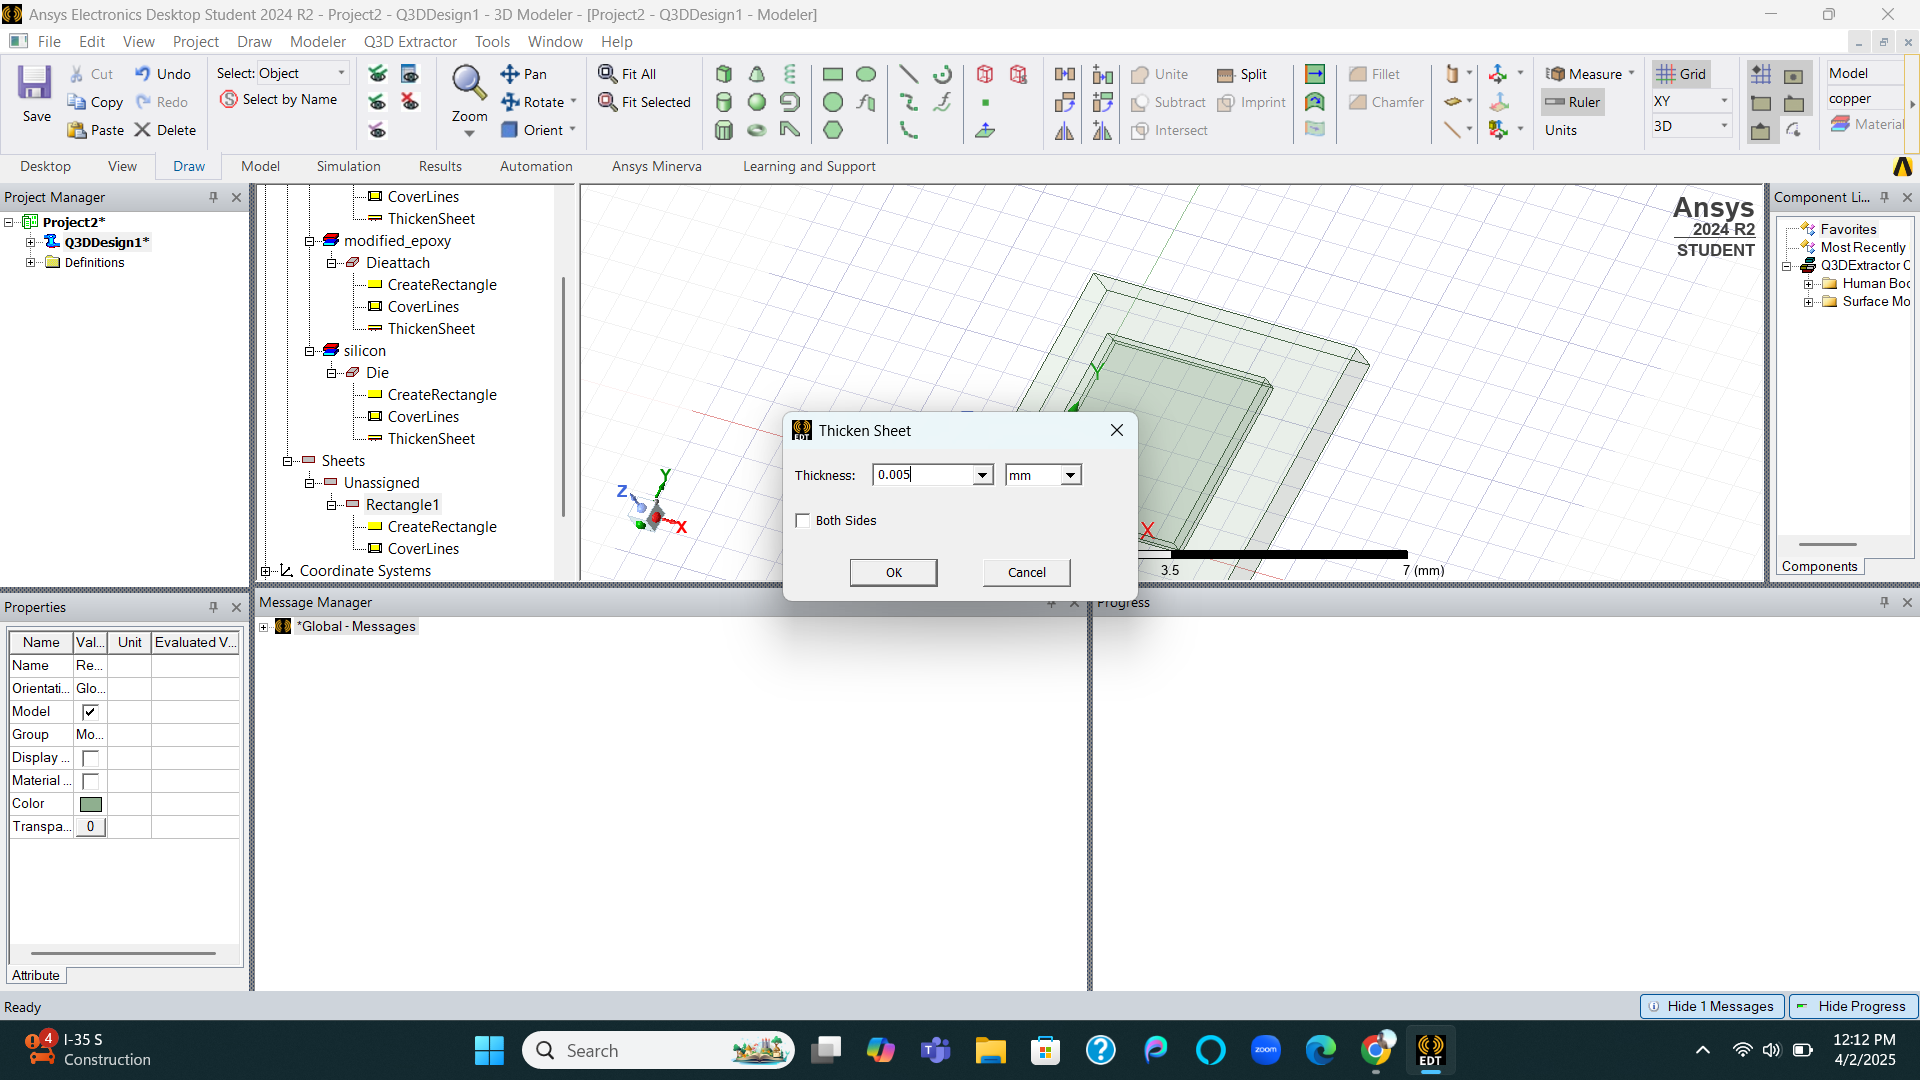 Ansys Electronics Desktop Student 2024 R2 - Project2 - Q3DDesign1 - 3D Modeler - [Project2 - Q3DDesign1 - Modeler]
File Edit View Project Draw Modeler Q3D Extractor Tools Window Help
Save
Cut
Copy
Paste
Undo
Redo
Delete
Select: Object
Select by Name
Zoom
Pan
Rotate
Orient
Fit All
Fit Selected
Unite
Subtract
Intersect
Split
Imprint
Fillet
Chamfer
Measure
Ruler
Units
Grid
XY
3D
Model
copper
Material
Desktop View Draw Model Simulation Results Automation Ansys Minerva Learning and Support
Project Manager
Project2*
Q3DDesign1*
Definitions
CoverLines
ThickenSheet
modified_epoxy
Dieattach
CreateRectangle
CoverLines
ThickenSheet
silicon
Die
CreateRectangle
CoverLines
ThickenSheet
Sheets
Unassigned
Rectangle1
CreateRectangle
CoverLines
Coordinate Systems
Ansys
2024 R2
STUDENT
Y
X
Z
Y
X
3.5
7 (mm)
EDT
Thicken Sheet
Thickness: 0.005 mm
Both Sides
OK Cancel
Component Li...
Favorites
Most Recently
Q3DExtractor C
Human Boo
Surface Mo
Components
Properties
Name Val... Unit Evaluated V...
Name Re...
Orientati... Glo...
Model
Group Mo...
Display ...
Material ...
Color
Transpa... 0
Attribute
Message Manager
*Global - Messages
Progress
Ready
Hide 1 Messages Hide Progress
4
I-35 S
Construction
Search
zoom
EDT
12:12 PM
4/2/2025